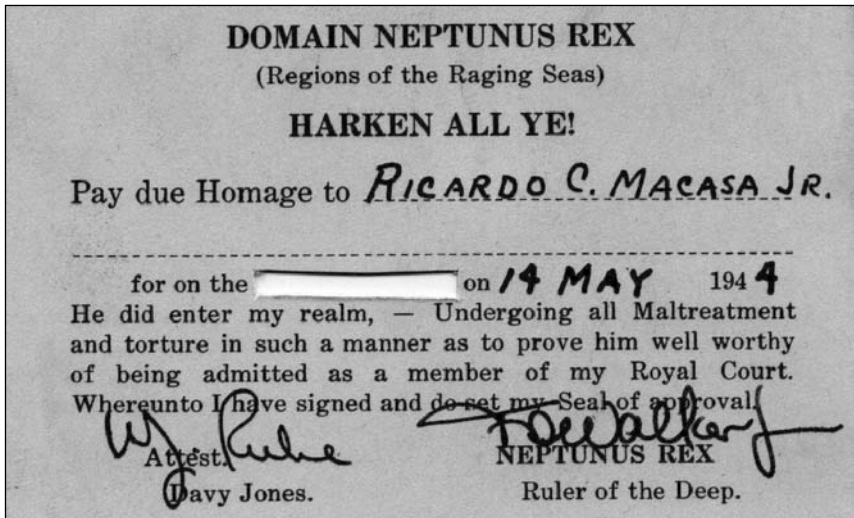 DOMAIN NEPTUNUS REX
(Regions of the Raging Seas)
HARKEN ALL YE!
Pay due Homage to RICARDO C. MACASA JR.
for on the on 14 MAY 1944
He did enter my realm, — Undergoing all Maltreatment
and torture in such a manner as to prove him well worthy
of being admitted as a member of my Royal Court.
Whereunto I have signed and do set my Seal of approval.
Attest. NEPTUNUS REX
Davy Jones. Ruler of the Deep.